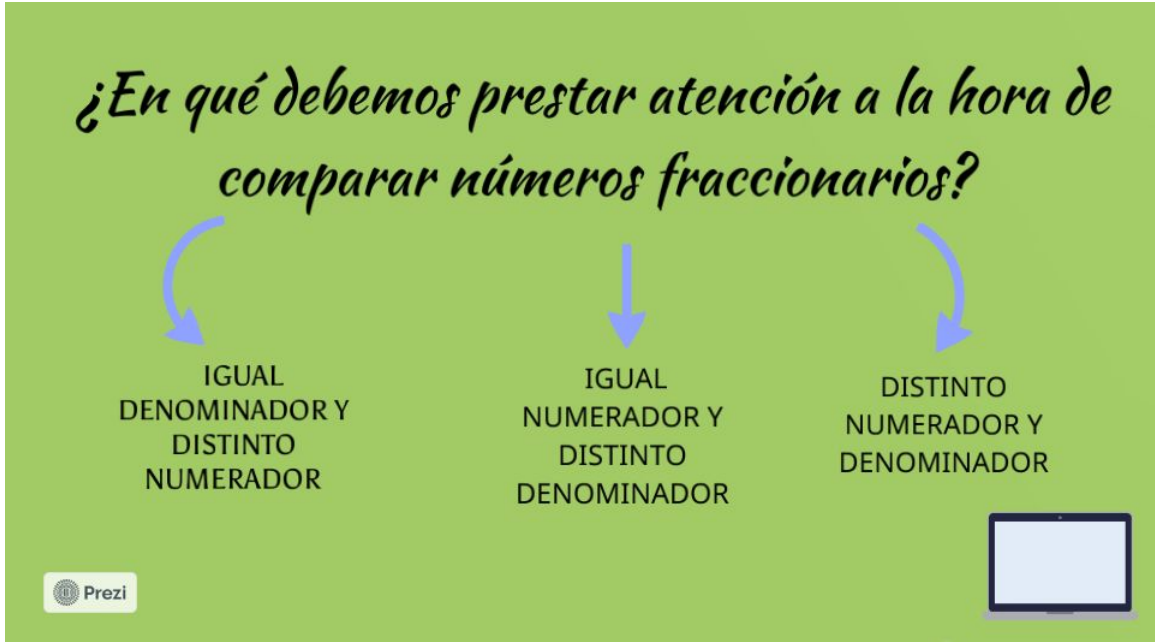 ¿En qué debemos prestar atención a la hora de
comparar números fraccionarios?
IGUAL
DENOMINADOR Y
DISTINTO
NUMERADOR
IGUAL
NUMERADOR Y
DISTINTO
DENOMINADOR
DISTINTO
NUMERADOR Y
DENOMINADOR
Prezi